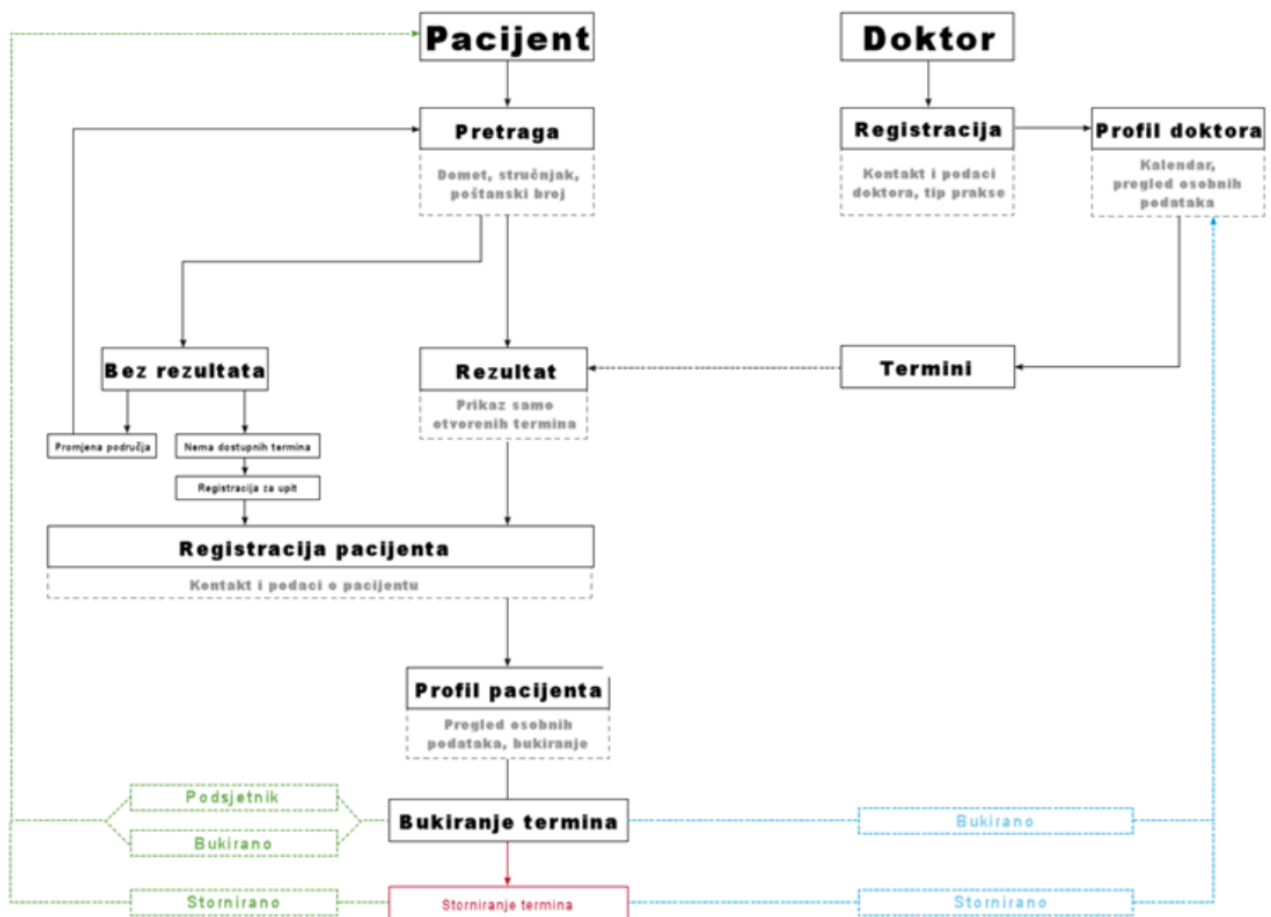 Pacijent
Doktor
Pretraga
Registracija
Profil doktora
Domet, stručnjak,
poštanski broj
Kontakt i podaci
doktora, tip prakse
Kalendar,
pregled osobnih
podataka
Bez rezultata
Rezultat
Termini
Prikaz samo
otvorenih termina
Promjena područja
Nema dostupnih termina
Registracija za upit
Registracija pacijenta
Kontakt i podaci o pacijentu
Profil pacijenta
Pregled osobnih
podataka, bukiranje
Podsjetnik
Bukiranje termina
Bukirano
Bukirano
Stornirano
Storniranje termina
Stornirano